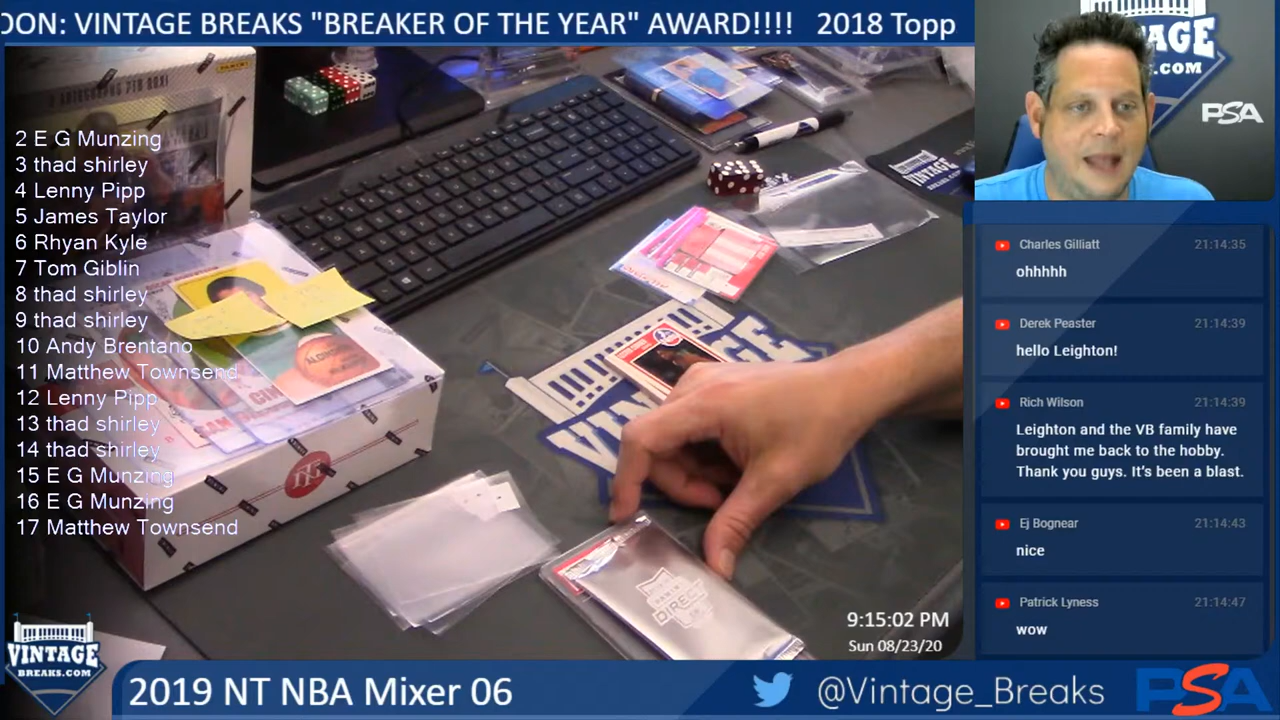 OON: VINTAGE BREAKS "BREAKER OF THE YEAR" AWARD!!!! 2018 Topp
2 E G Munzing
3 thad shirley
4 Lenny Pipp
5 James Taylor
6 Rhyan Kyle
7 Tom Giblin
8 thad shirley
9 thad shirley
10 Andy Brentano
11 Matthew Townsend
12 Lenny Pipp
13 thad shirley
14 thad shirley
15 E G Munzing
16 E G Munzing
17 Matthew Townsend
VINTAGE
PANINI
DIRECT
9:15:02 PM
Sun 08/23/20
PSA
Charles Gilliatt 21:14:35
ohhhhh
Derek Peaster 21:14:39
hello Leighton!
Rich Wilson 21:14:39
Leighton and the VB family have
brought me back to the hobby.
Thank you guys. It's been a blast.
Ej Bognear 21:14:43
nice
Patrick Lyness 21:14:47
wow
VINTAGE
BREAKS.COM
2019 NT NBA Mixer 06
@Vintage_Breaks
PSA